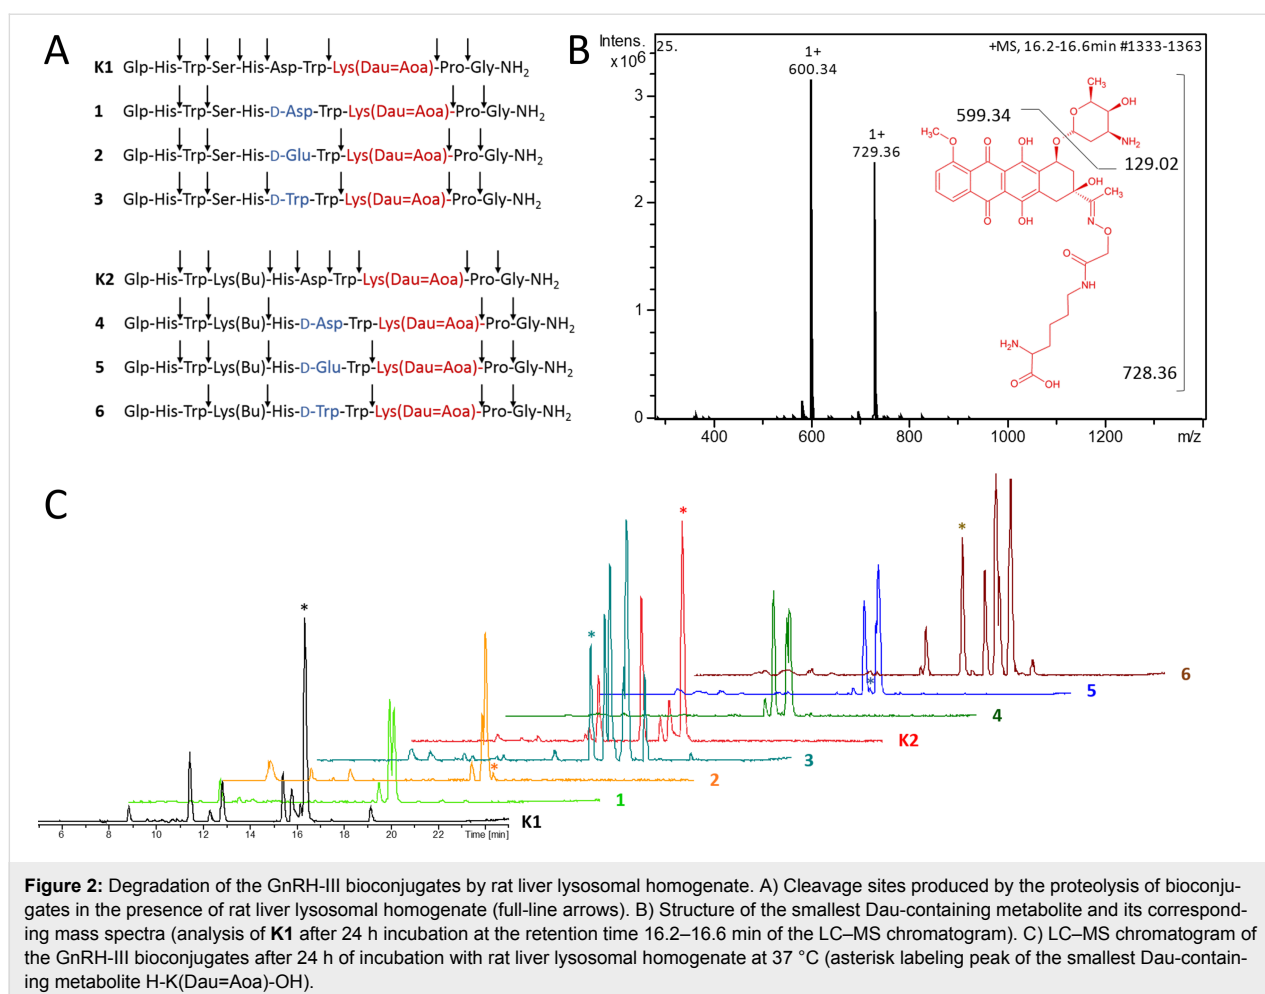 A
K1 Glp-His-Trp-Ser-His-Asp-Trp-Lys(Dau=Aoa)-Pro-Gly-NH2
1 Glp-His-Trp-Ser-His-D-Asp-Trp-Lys(Dau=Aoa)-Pro-Gly-NH2
2 Glp-His-Trp-Ser-His-D-Glu-Trp-Lys(Dau=Aoa)-Pro-Gly-NH2
3 Glp-His-Trp-Ser-His-D-Trp-Trp-Lys(Dau=Aoa)-Pro-Gly-NH2
K2 Glp-His-Trp-Lys(Bu)-His-Asp-Trp-Lys(Dau=Aoa)-Pro-Gly-NH2
4 Glp-His-Trp-Lys(Bu)-His-D-Asp-Trp-Lys(Dau=Aoa)-Pro-Gly-NH2
5 Glp-His-Trp-Lys(Bu)-His-D-Glu-Trp-Lys(Dau=Aoa)-Pro-Gly-NH2
6 Glp-His-Trp-Lys(Bu)-His-D-Trp-Trp-Lys(Dau=Aoa)-Pro-Gly-NH2
B
Intens.
x10⁶
25.
+MS, 16.2-16.6min #1333-1363
1+
600.34
1+
729.36
3
2
1
0
400 600 800 1000 1200 m/z
599.34
129.02
728.36
CH3
O
OH
O
NH2
H3C
O
O
OH
OH
CH3
N
O
O
OH
O
NH
H2N
O
OH
C
*
*
*
*
*
*
6
5
4
K2
3
2
1
K1
6 8 10 12 14 16 18 20 22 Time [min]
Figure 2: Degradation of the GnRH-III bioconjugates by rat liver lysosomal homogenate. A) Cleavage sites produced by the proteolysis of bioconju-
gates in the presence of rat liver lysosomal homogenate (full-line arrows). B) Structure of the smallest Dau-containing metabolite and its correspond-
ing mass spectra (analysis of K1 after 24 h incubation at the retention time 16.2–16.6 min of the LC–MS chromatogram). C) LC–MS chromatogram of
the GnRH-III bioconjugates after 24 h of incubation with rat liver lysosomal homogenate at 37 °C (asterisk labeling peak of the smallest Dau-contain-
ing metabolite H-K(Dau=Aoa)-OH).